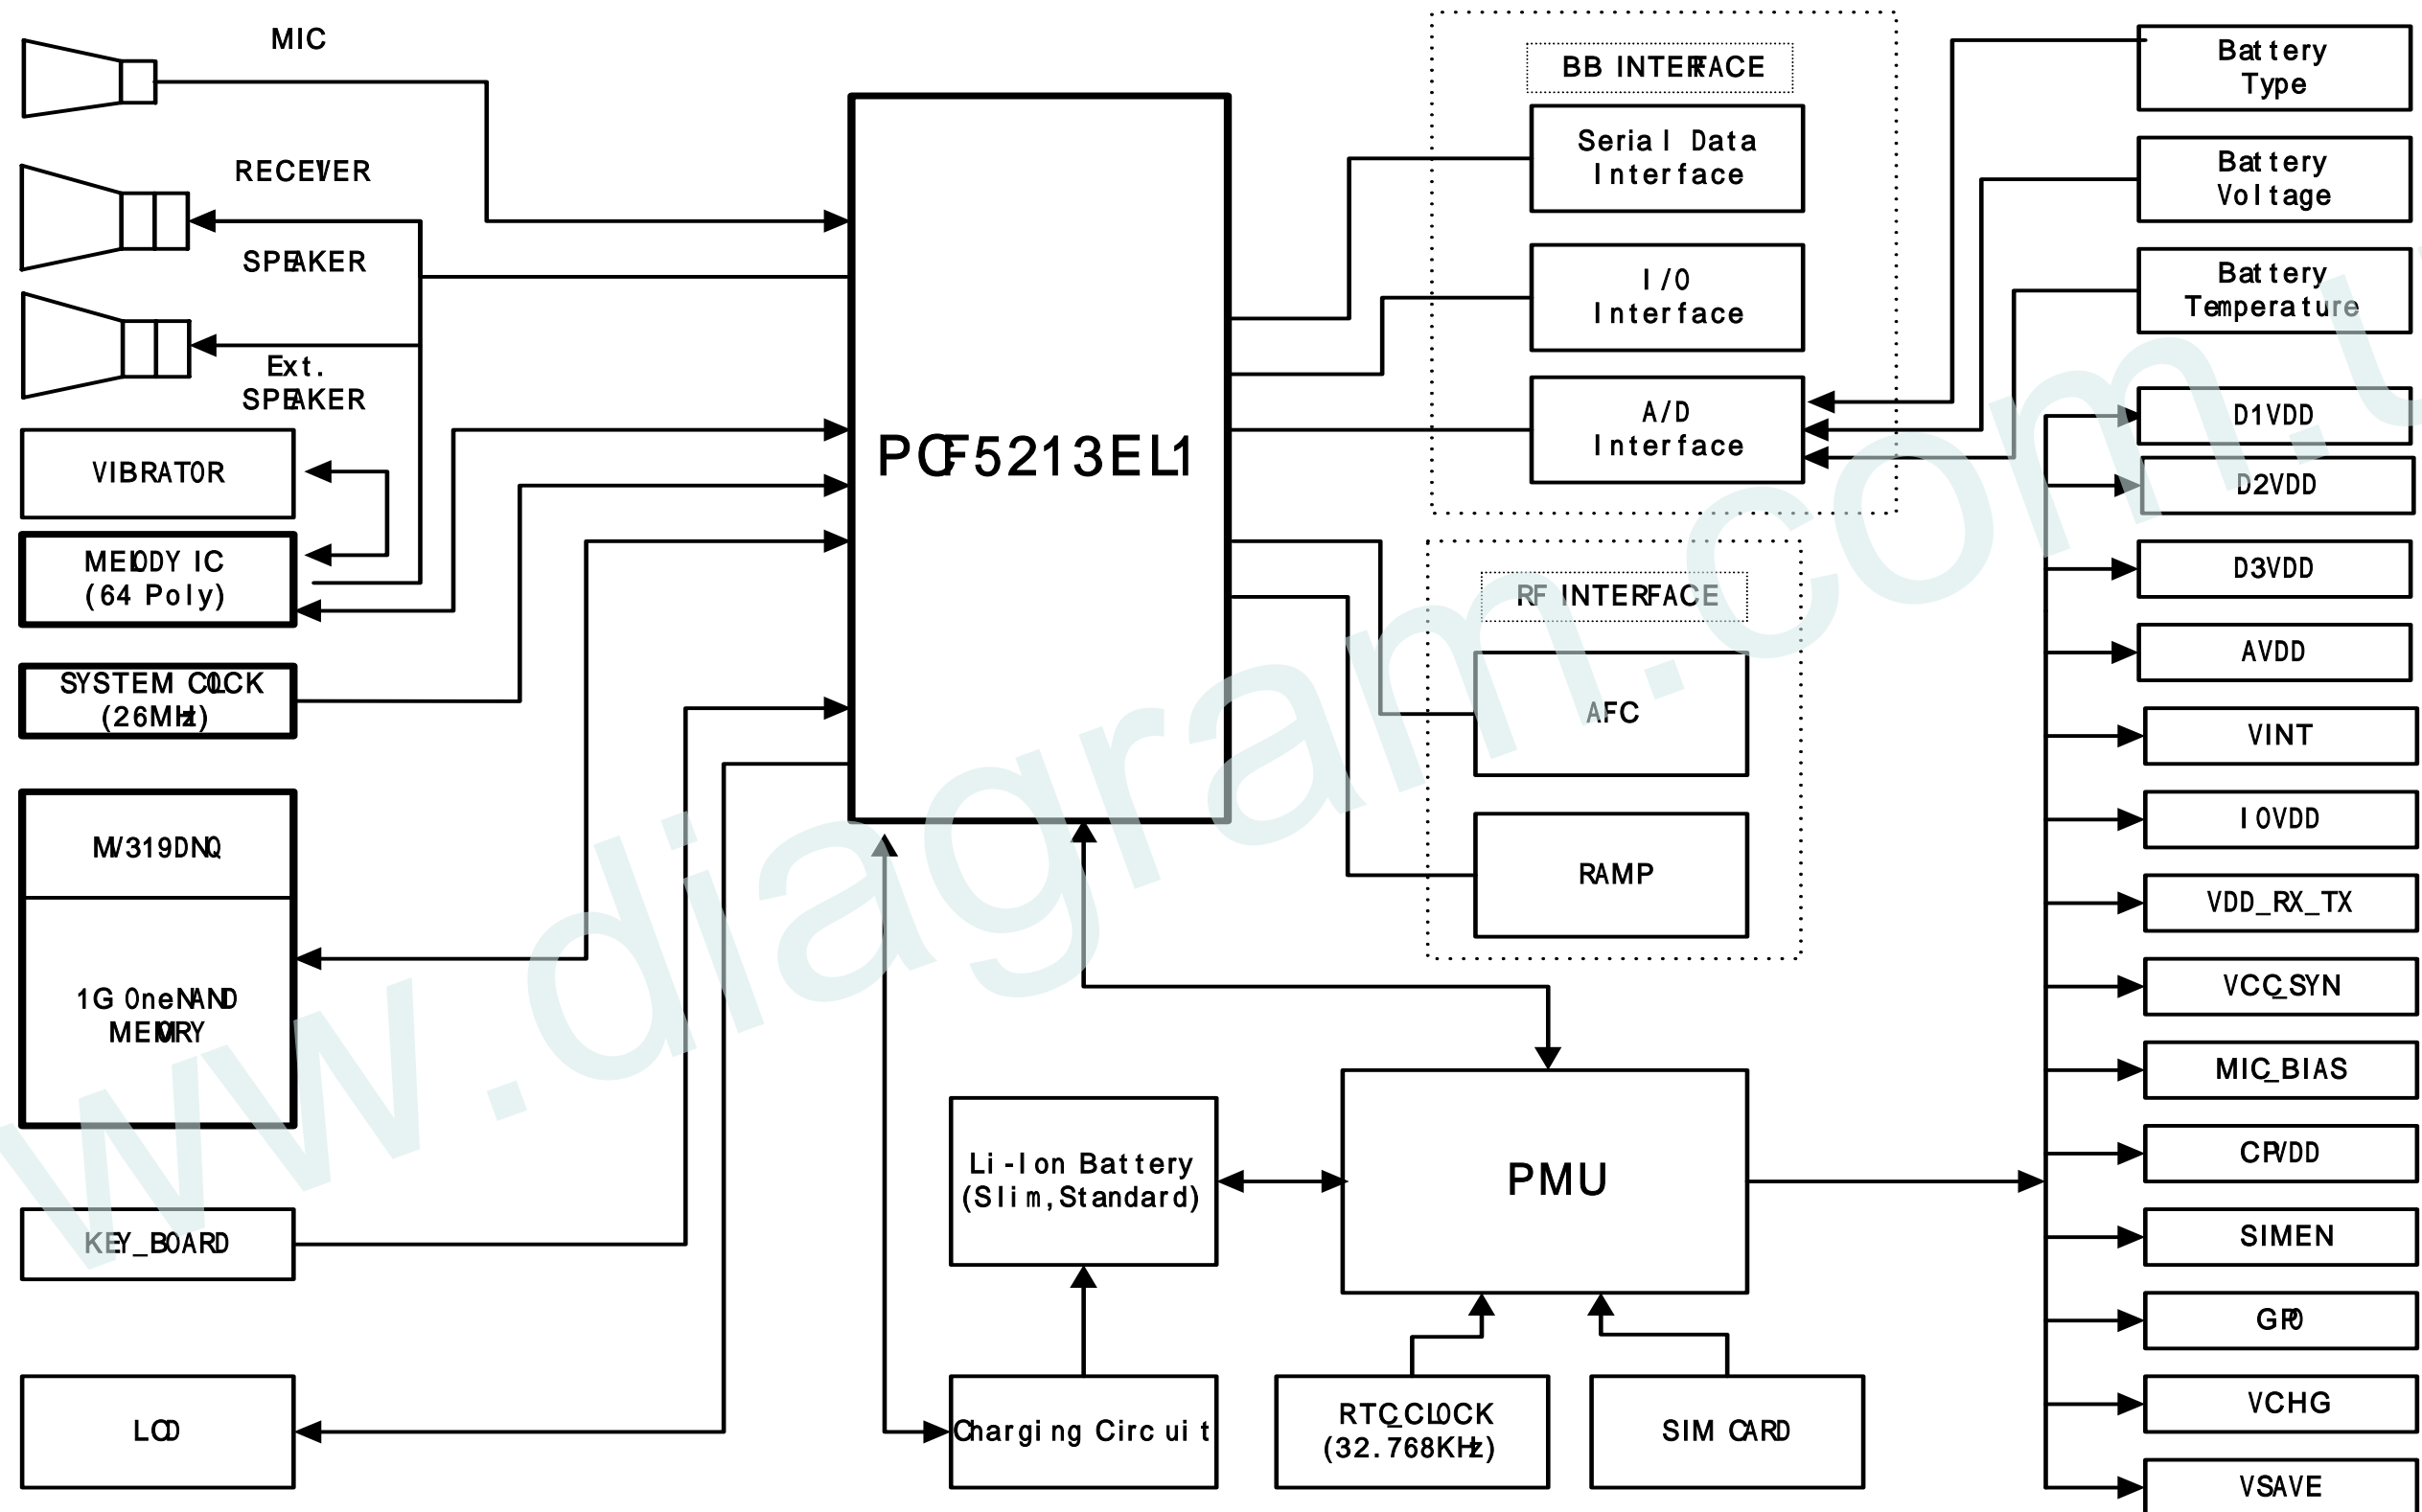 MIC
RECEIVER
SPEAKER
Ext.
SPEAKER
VIBRATOR
MELODY IC
(64 Poly)
SYSTEM CLOCK
(26MHz)
MV319DNQ
1G OneNAND
MEMORY
KEY_BOARD
LCD
PCF5213EL1
BB INTERFACE
Serial Data
Interface
I/O
Interface
A/D
Interface
RF INTERFACE
AFC
RAMP
Li-Ion Battery
(Slim,Standard)
PMU
Charging Circuit
RTC_CLOCK
(32.768KHz)
SIM CARD
Battery
Type
Battery
Voltage
Battery
Temperature
D1VDD
D2VDD
D3VDD
AVDD
VINT
IOVDD
VDD_RX_TX
VCC_SYN
MIC_BIAS
CPVDD
SIMEN
GPO
VCHG
VSAVE
ww.diagram.com.u